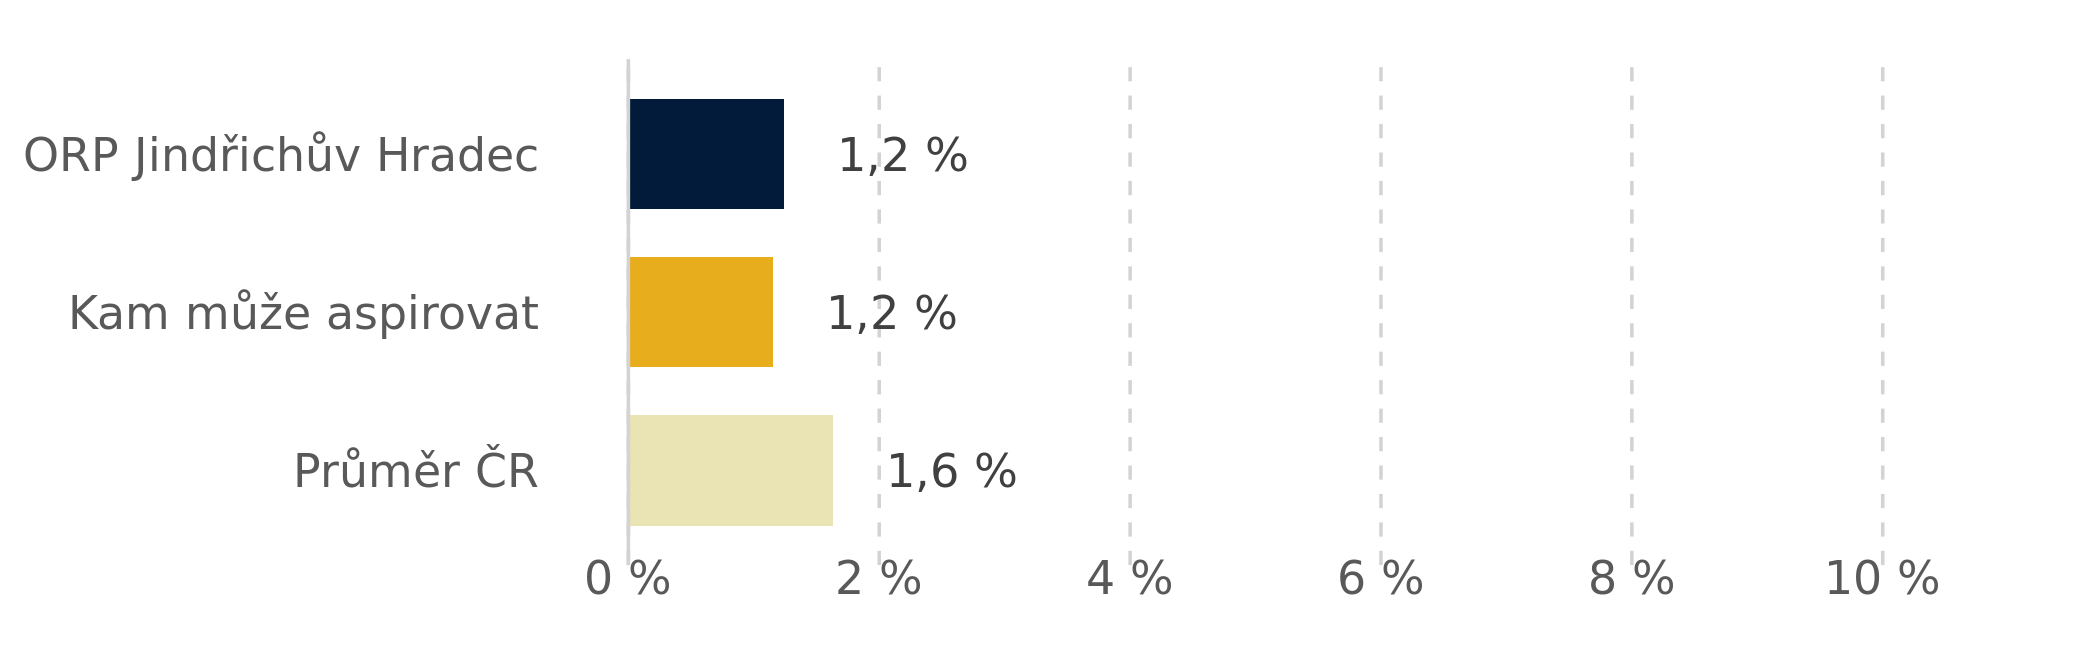 ORP Jindřichův Hradec 1,2 %
Kam může aspirovat 1,2 %
Průměr ČR 1,6 %
0 % 2 % 4 % 6 % 8 % 10 %